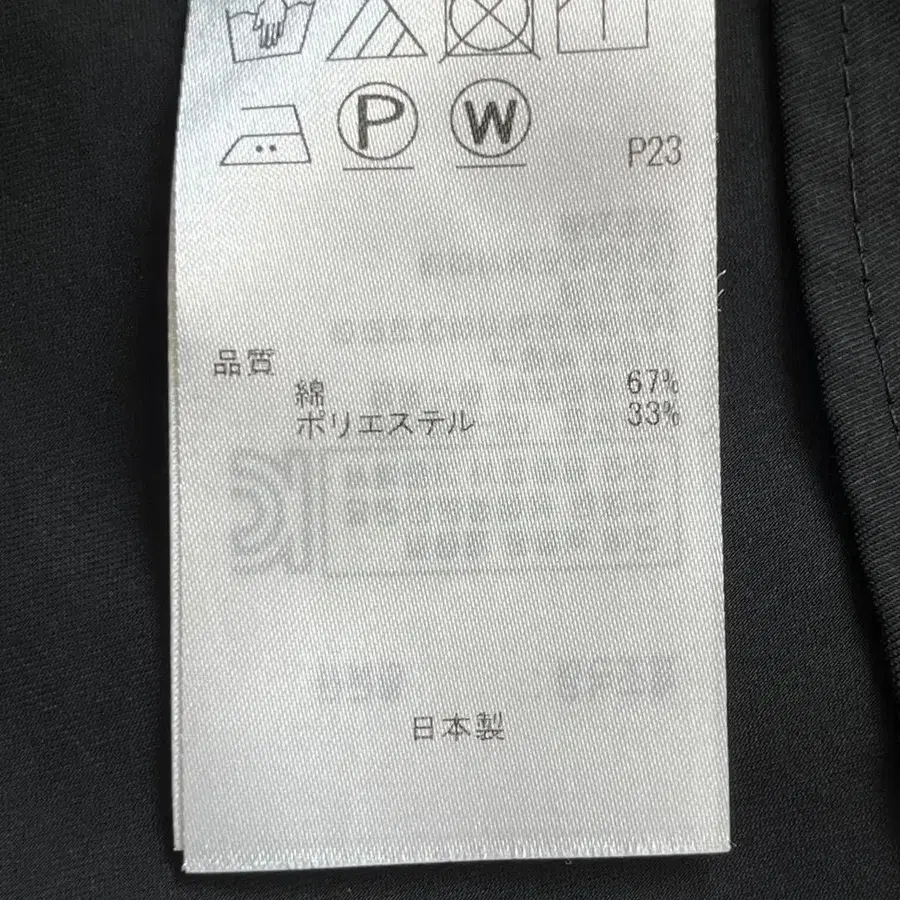 P
W
P23
品質
綿 67%
ポリエステル 33%
日本製